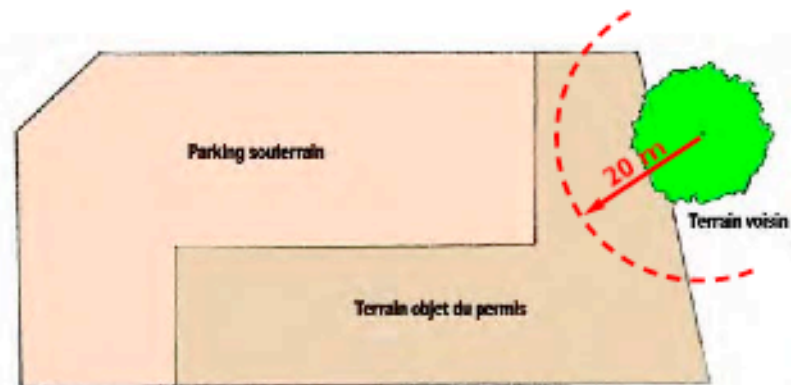 Parking souterrain
20 m
Terrain voisin
Terrain objet du permis